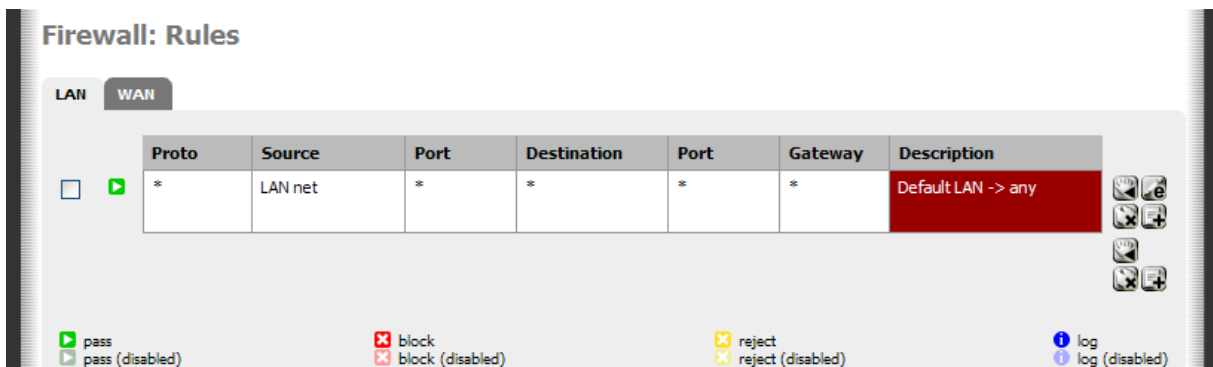 Firewall: Rules
LAN WAN
Proto Source Port Destination Port Gateway Description
* LAN net * * * * Default LAN -> any
pass block reject log
pass (disabled) block (disabled) reject (disabled) log (disabled)